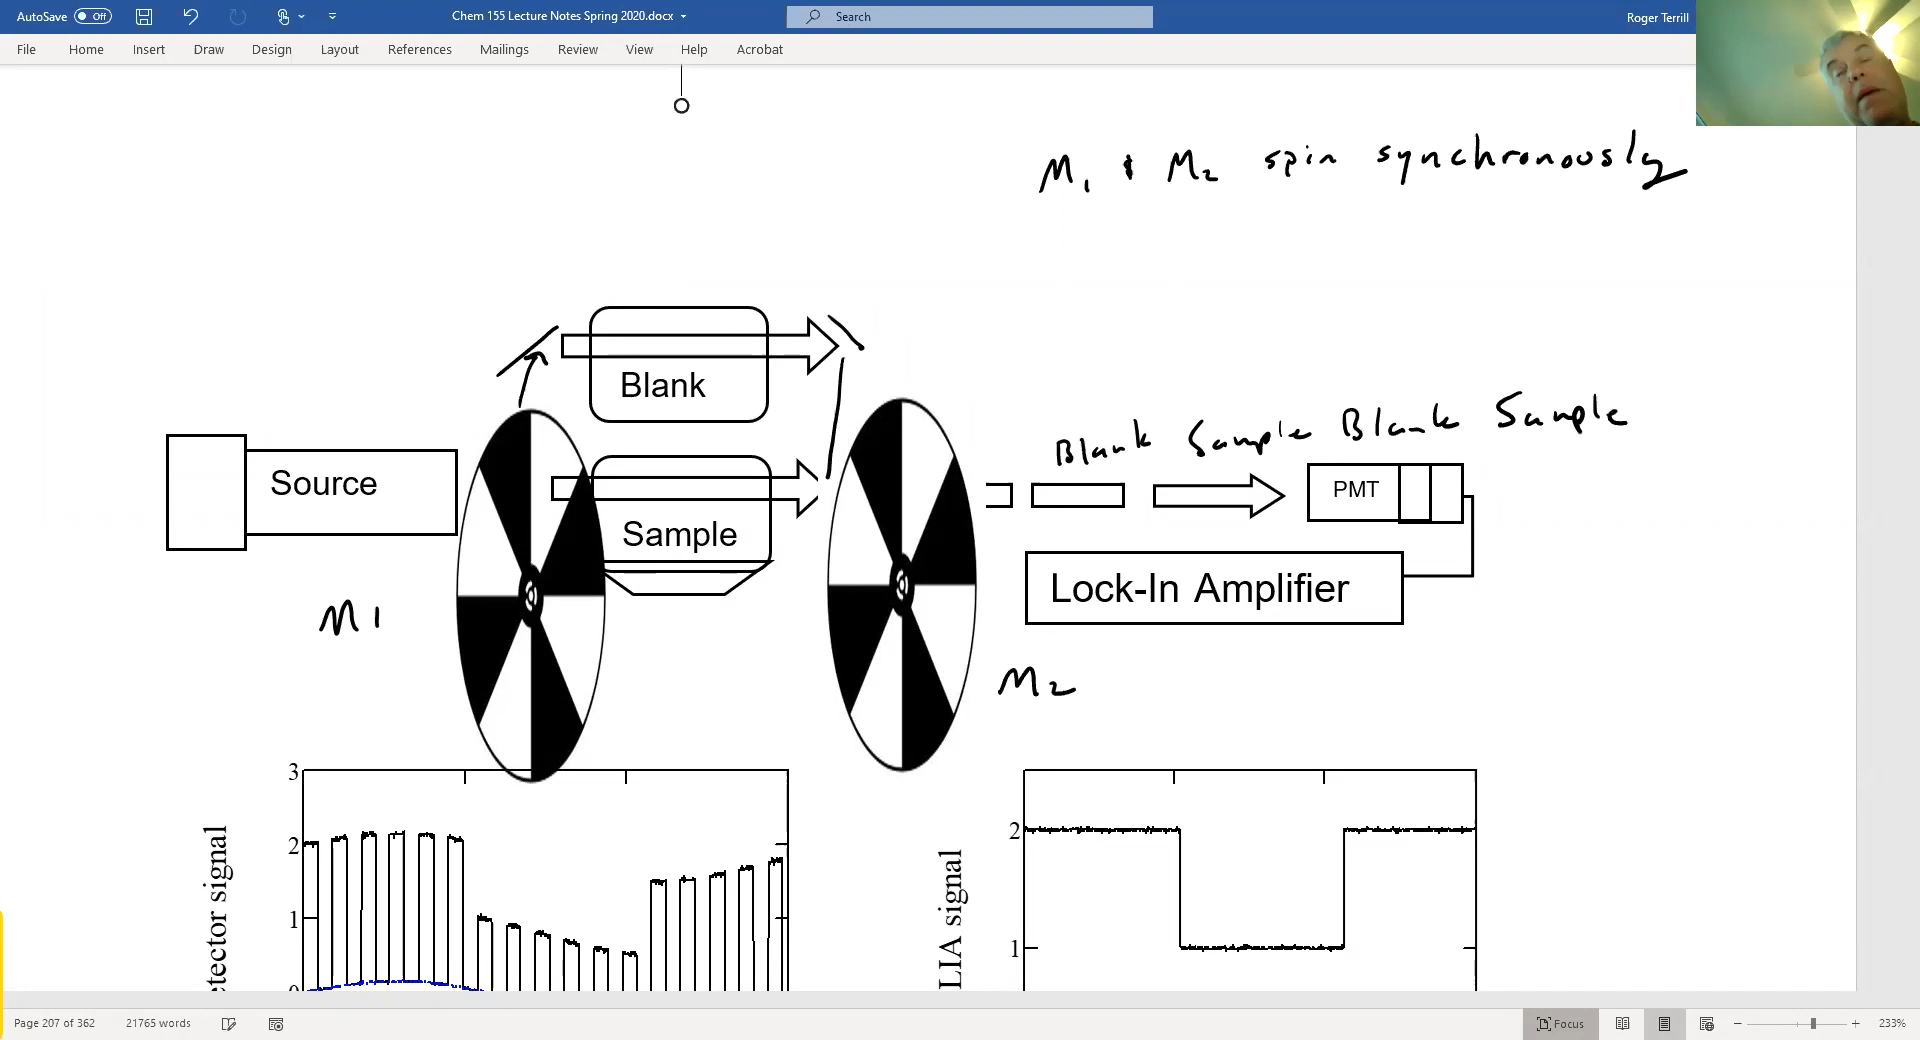 AutoSave Off Chem 155 Lecture Notes Spring 2020.docx Search Roger Terrill
File Home Insert Draw Design Layout References Mailings Review View Help Acrobat
M1 & M2 spin synchronously
Blank
Blank Sample Blank Sample
Source
Sample
PMT
Lock-In Amplifier
M1
M2
3
2
1
0
etector signal
2
1
LIA signal
Page 207 of 362 21765 words Focus 233%